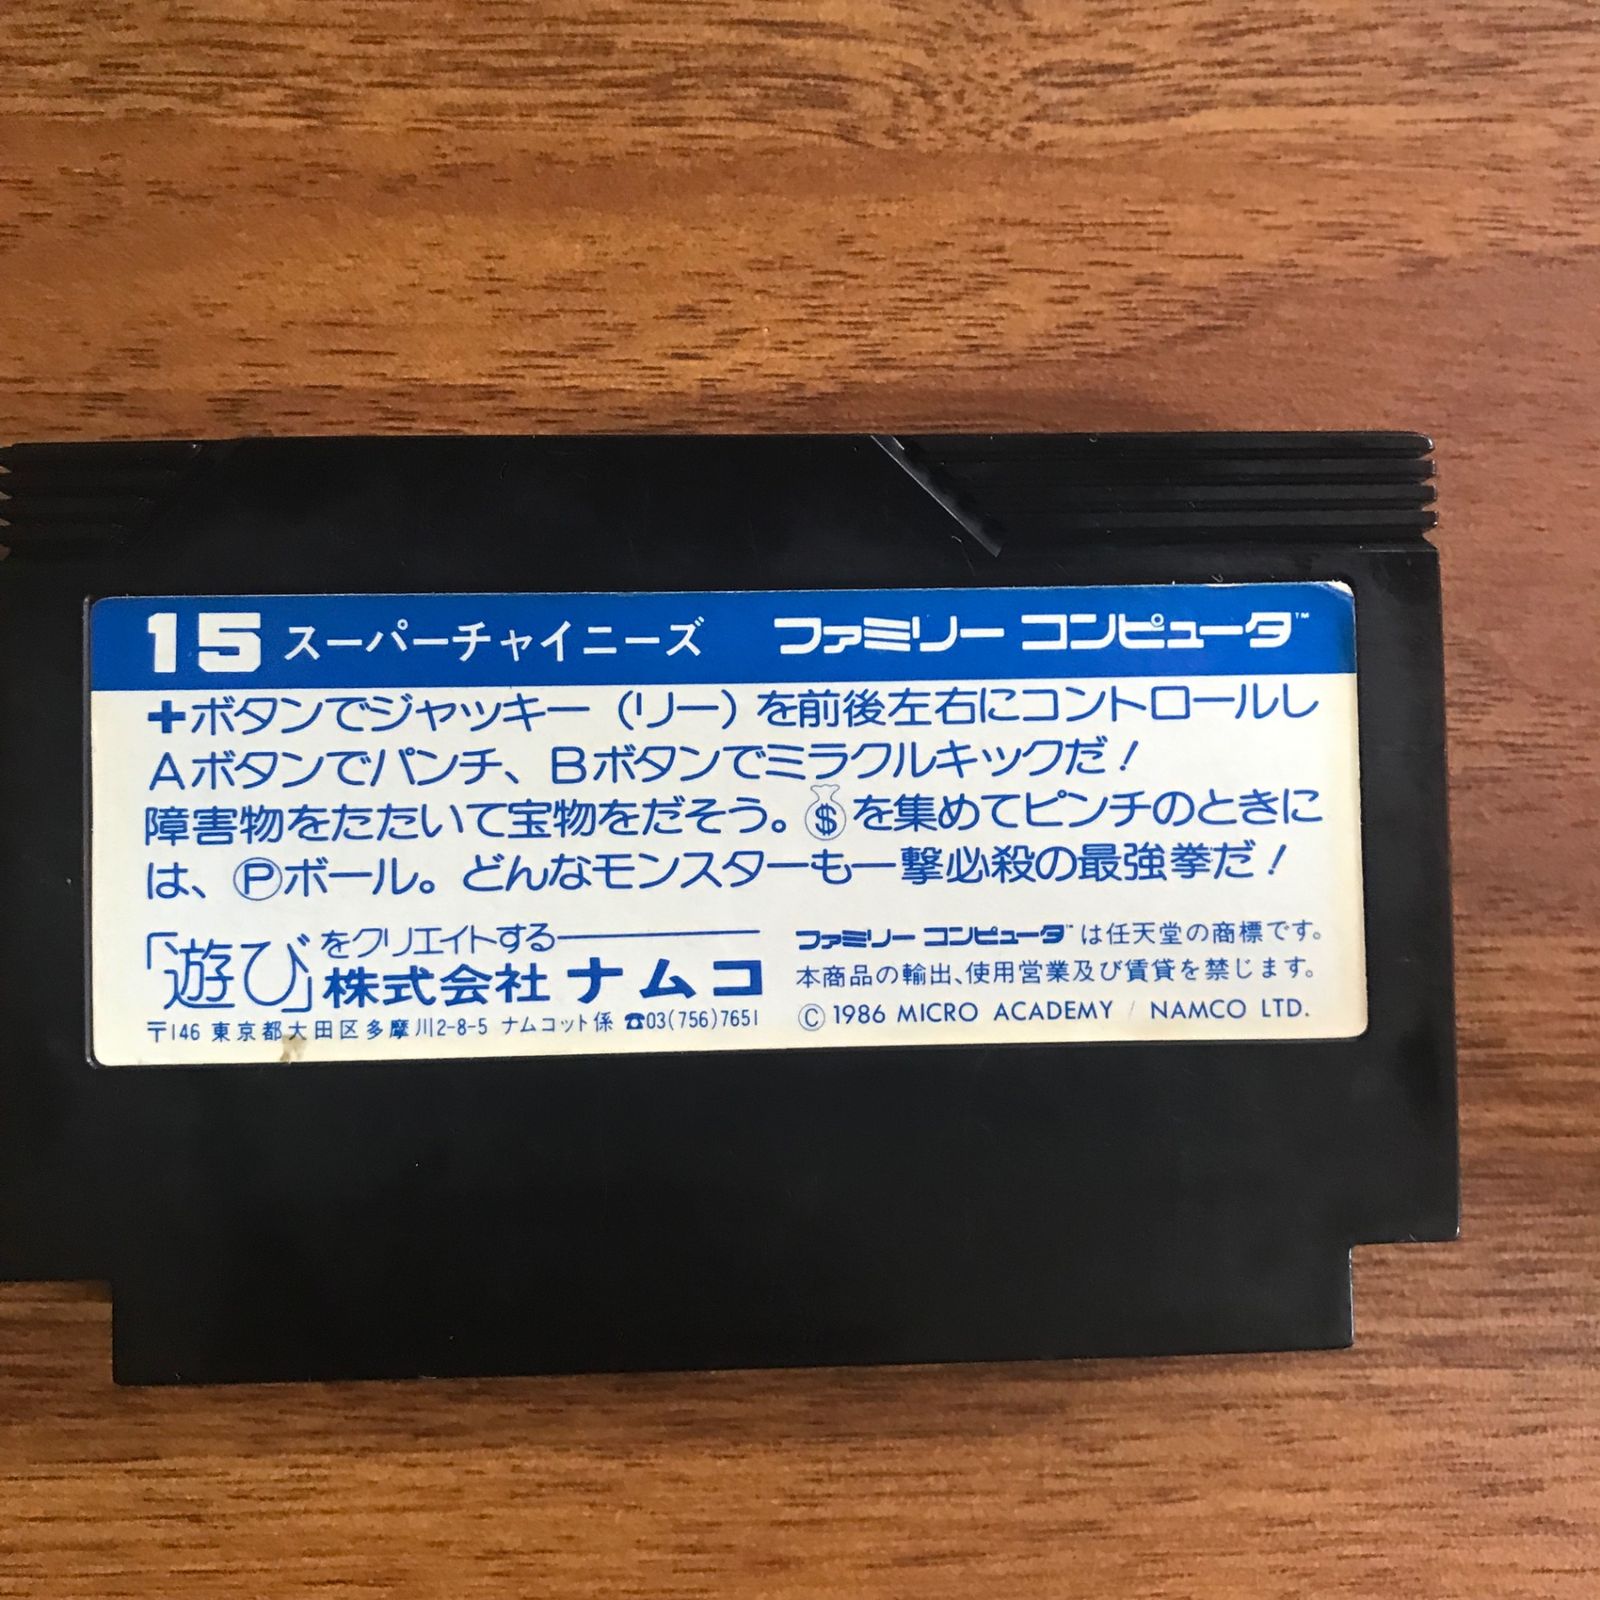 15 スーパーチャイニーズ ファミリー コンピュータ™
+ボタンでジャッキー（リー）を前後左右にコントロールし
Aボタンでパンチ、Bボタンでミラクルキックだ！
障害物をたたいて宝物をだそう。$を集めてピンチのときに
は、Ⓟボール。どんなモンスターも一撃必殺の最強拳だ！
「遊び」をクリエイトする
株式会社 ナムコ
〒146 東京都大田区多摩川2-8-5 ナムコット係 ☎03(756)7651
ファミリー コンピュータ™は任天堂の商標です。
本商品の輸出、使用営業及び賃貸を禁じます。
© 1986 MICRO ACADEMY / NAMCO LTD.